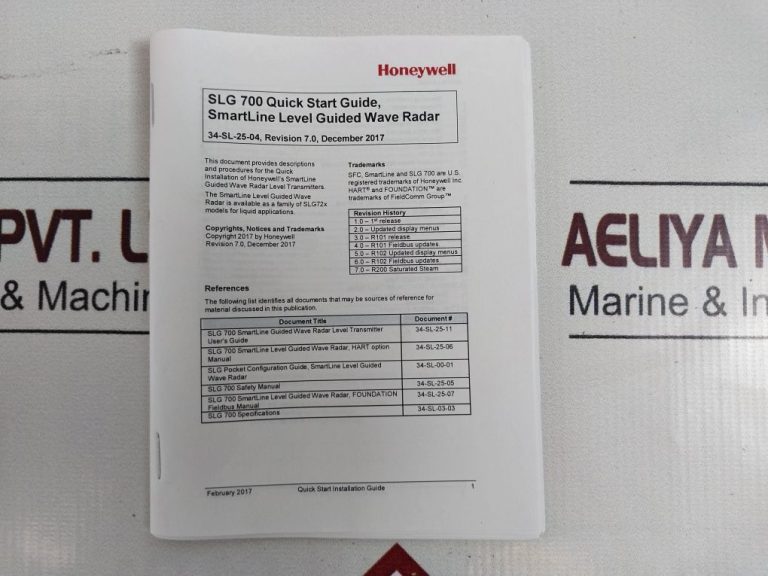 Honeywell
SLG 700 Quick Start Guide,
SmartLine Level Guided Wave Radar
34-SL-25-04, Revision 7.0, December 2017
This document provides descriptions
and procedures for the Quick
Installation of Honeywell's SmartLine
Guided Wave Radar Level Transmitters.
The SmartLine Level Guided Wave
Radar is available as a family of SLG72x
models for liquid applications.
Copyrights, Notices and Trademarks
Copyright 2017 by Honeywell
Revision 7.0, December 2017
Trademarks
SFC, SmartLine and SLG 700 are U.S.
registered trademarks of Honeywell Inc.
HART® and FOUNDATION™ are
trademarks of FieldComm Group™
Revision History
1.0 – 1st release
2.0 – Updated display menus
3.0 – R101 release
4.0 – R101 Fieldbus updates
5.0 – R102 Updated display menus
6.0 – R102 Fieldbus updates
7.0 – R200 Saturated Steam
References
The following list identifies all documents that may be sources of reference for
material discussed in this publication.
Document Title Document #
SLG 700 SmartLine Guided Wave Radar Level Transmitter 34-SL-25-11
User's Guide
SLG 700 SmartLine Level Guided Wave Radar, HART option 34-SL-25-06
Manual
SLG Pocket Configuration Guide, SmartLine Level Guided 34-SL-00-01
Wave Radar
SLG 700 Safety Manual 34-SL-25-05
SLG 700 SmartLine Level Guided Wave Radar, FOUNDATION 34-SL-25-07
Fieldbus Manual
SLG 700 Specifications 34-SL-03-03
February 2017 Quick Start Installation Guide 1
PVT. L
& Machin
AELIYA M
Marine & In